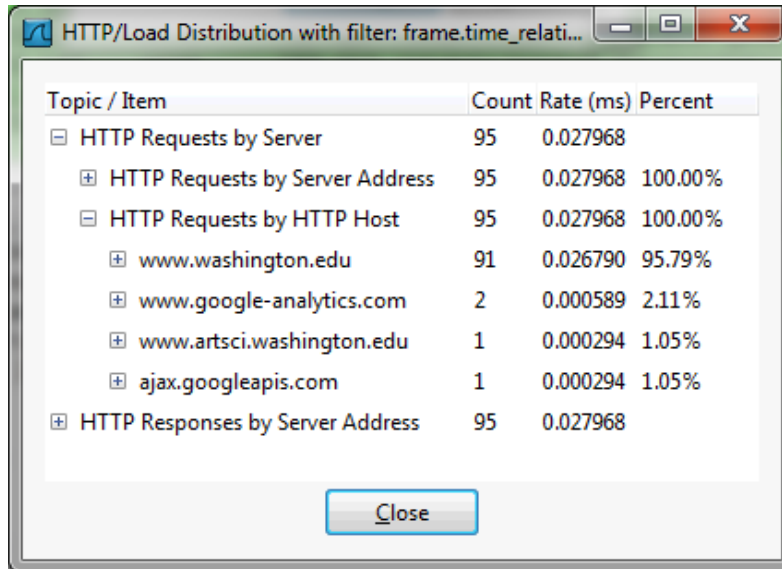 HTTP/Load Distribution with filter: frame.time_relati...
Topic / Item Count Rate (ms) Percent
HTTP Requests by Server 95 0.027968
HTTP Requests by Server Address 95 0.027968 100.00%
HTTP Requests by HTTP Host 95 0.027968 100.00%
www.washington.edu 91 0.026790 95.79%
www.google-analytics.com 2 0.000589 2.11%
www.artsci.washington.edu 1 0.000294 1.05%
ajax.googleapis.com 1 0.000294 1.05%
HTTP Responses by Server Address 95 0.027968
Close